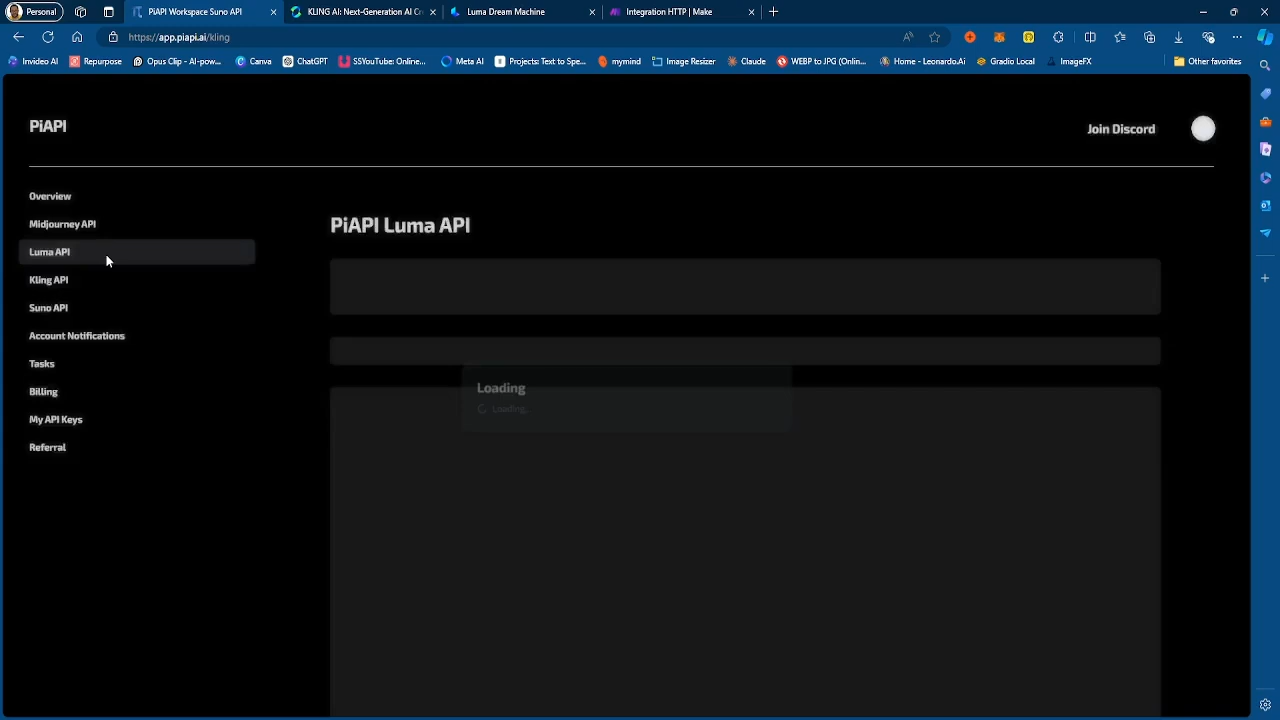 Personal
PiAPI Workspace Suno API
KLING AI: Next-Generation AI Cr
Luma Dream Machine
Integration HTTP | Make
https://app.piapi.ai/kling
Invideo AI
Repurpose
Opus Clip - AI-pow...
Canva
ChatGPT
SSYouTube: Online...
Meta AI
Projects: Text to Spe...
mymind
Image Resizer
Claude
WEBP to JPG (Onlin...
Home - Leonardo.Ai
Gradio Local
ImageFX
Other favorites
PiAPI
Join Discord
Overview
Midjourney API
Luma API
Kling API
Suno API
Account Notifications
Tasks
Billing
My API Keys
Referral
PiAPI Luma API
Loading
Loading.